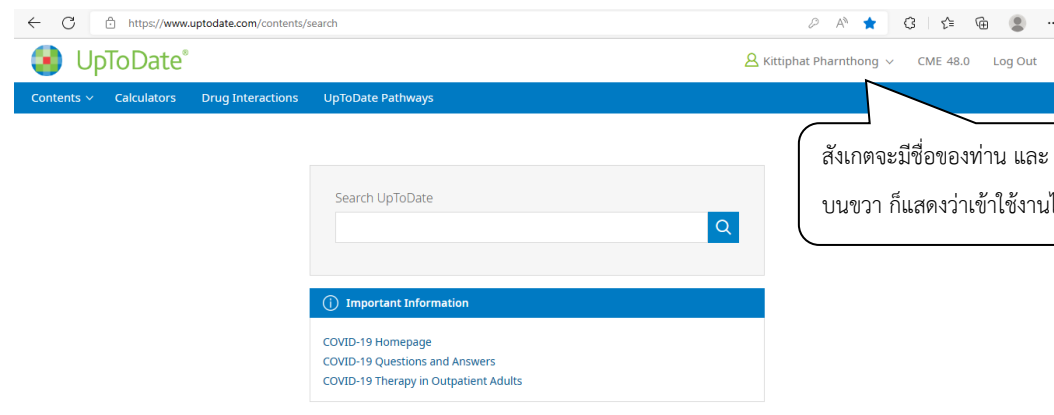 https://www.uptodate.com/contents/search
UpToDate®
Kittiphat Pharnthong CME 48.0 Log Out
Contents Calculators Drug Interactions UpToDate Pathways
สังเกตจะมีชื่อของท่าน และ
บนขวา ก็แสดงว่าเข้าใช้งาน
Search UpToDate
Important Information
COVID-19 Homepage
COVID-19 Questions and Answers
COVID-19 Therapy in Outpatient Adults